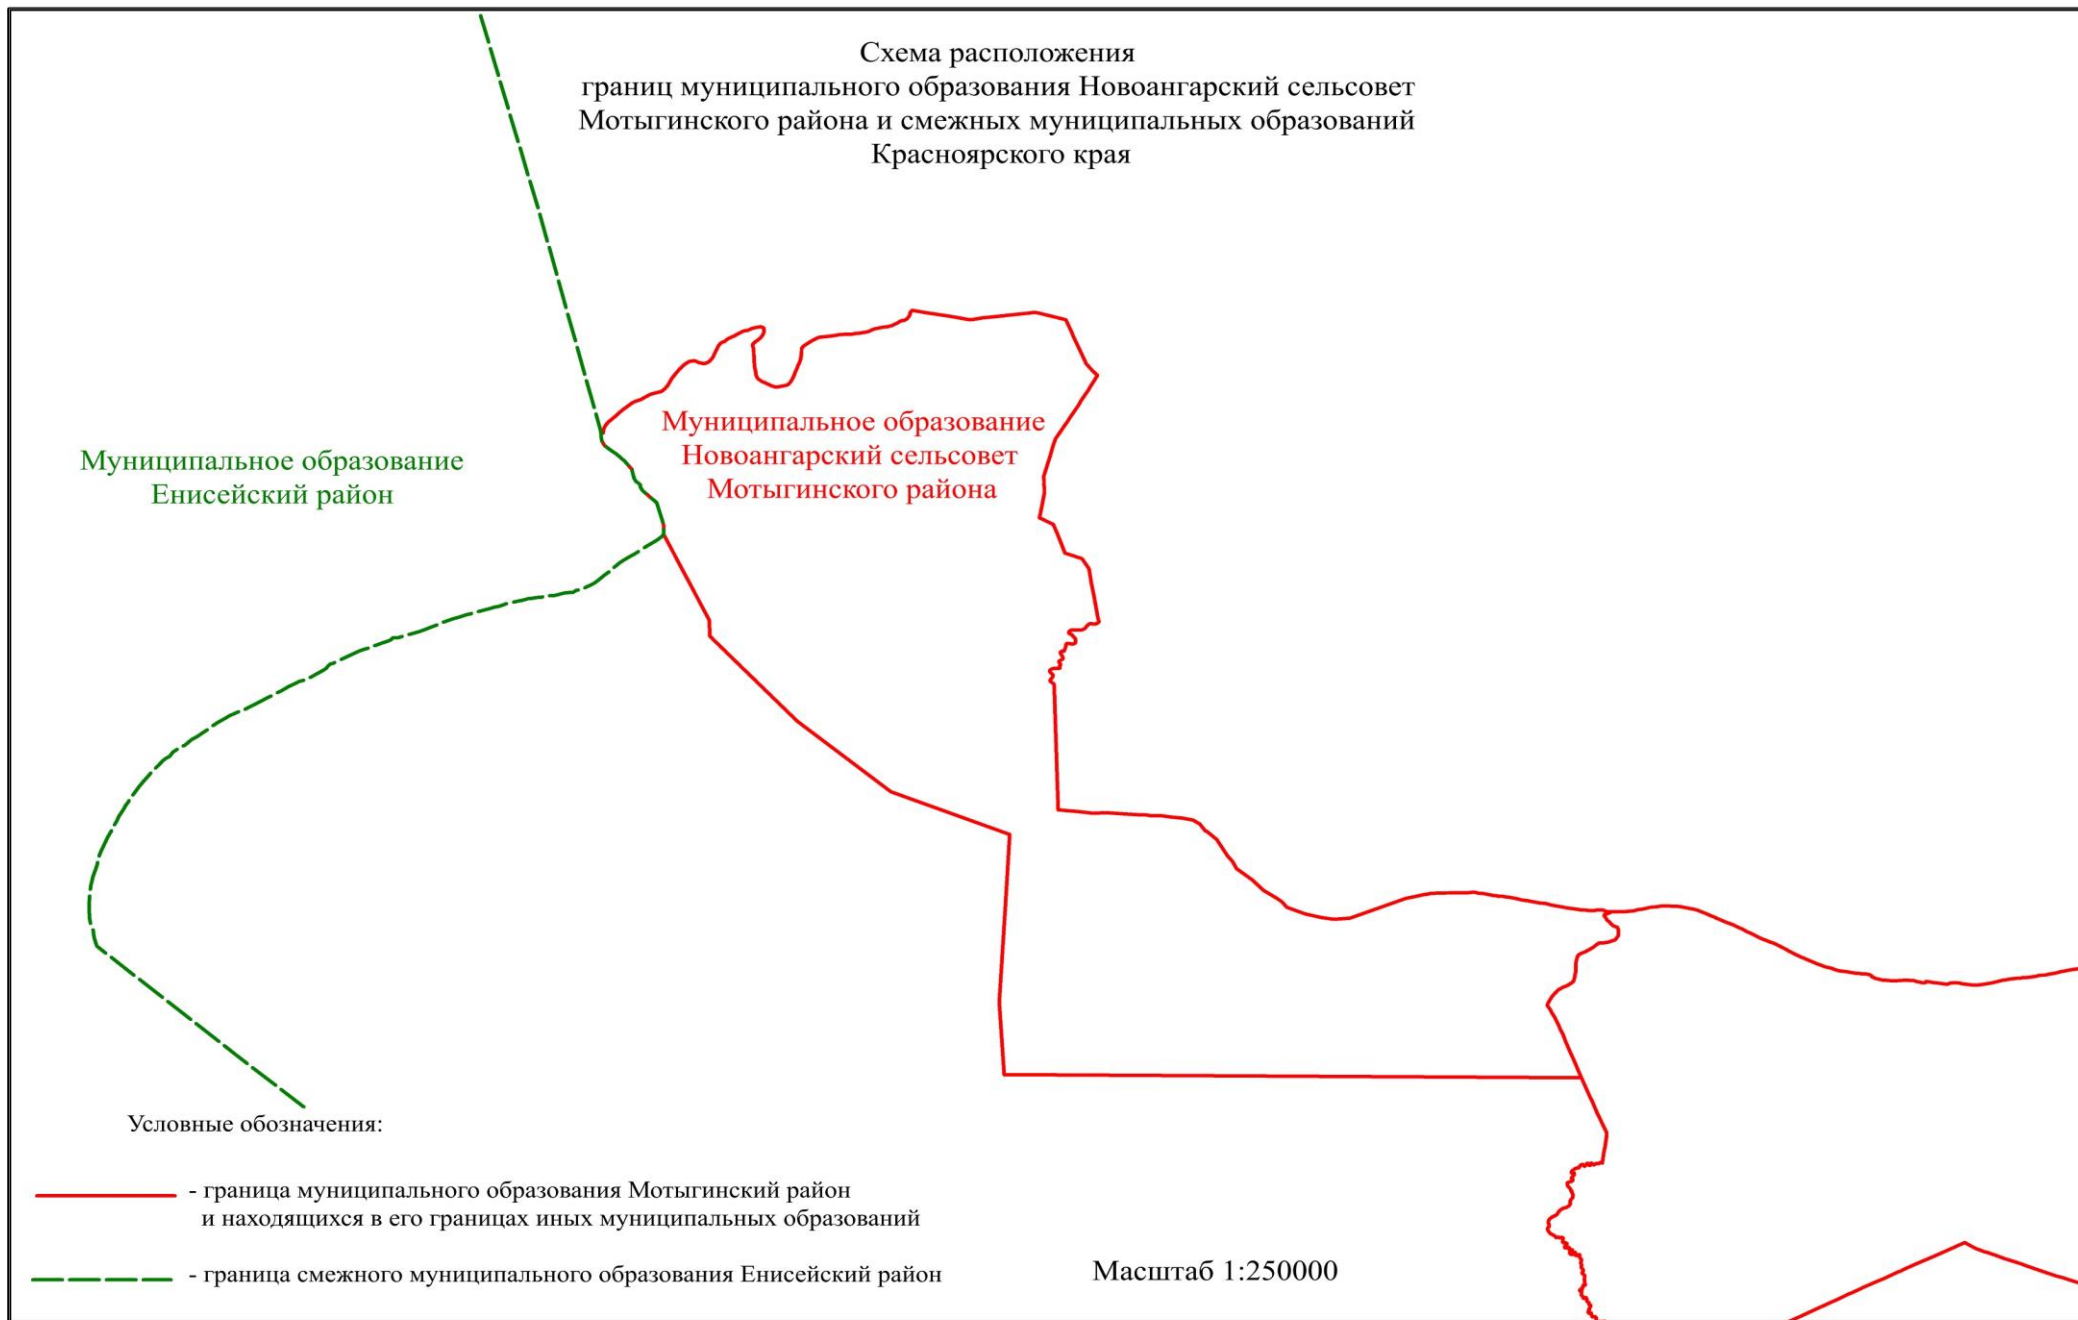 Схема расположения
границ муниципального образования Новоангарский сельсовет
Мотыгинского района и смежных муниципальных образований
Красноярского края
Муниципальное образование
Новоангарский сельсовет
Мотыгинского района
Муниципальное образование
Енисейский район
Условные обозначения:
- граница муниципального образования Мотыгинский район
и находящихся в его границах иных муниципальных образований
- граница смежного муниципального образования Енисейский район
Масштаб 1:250000